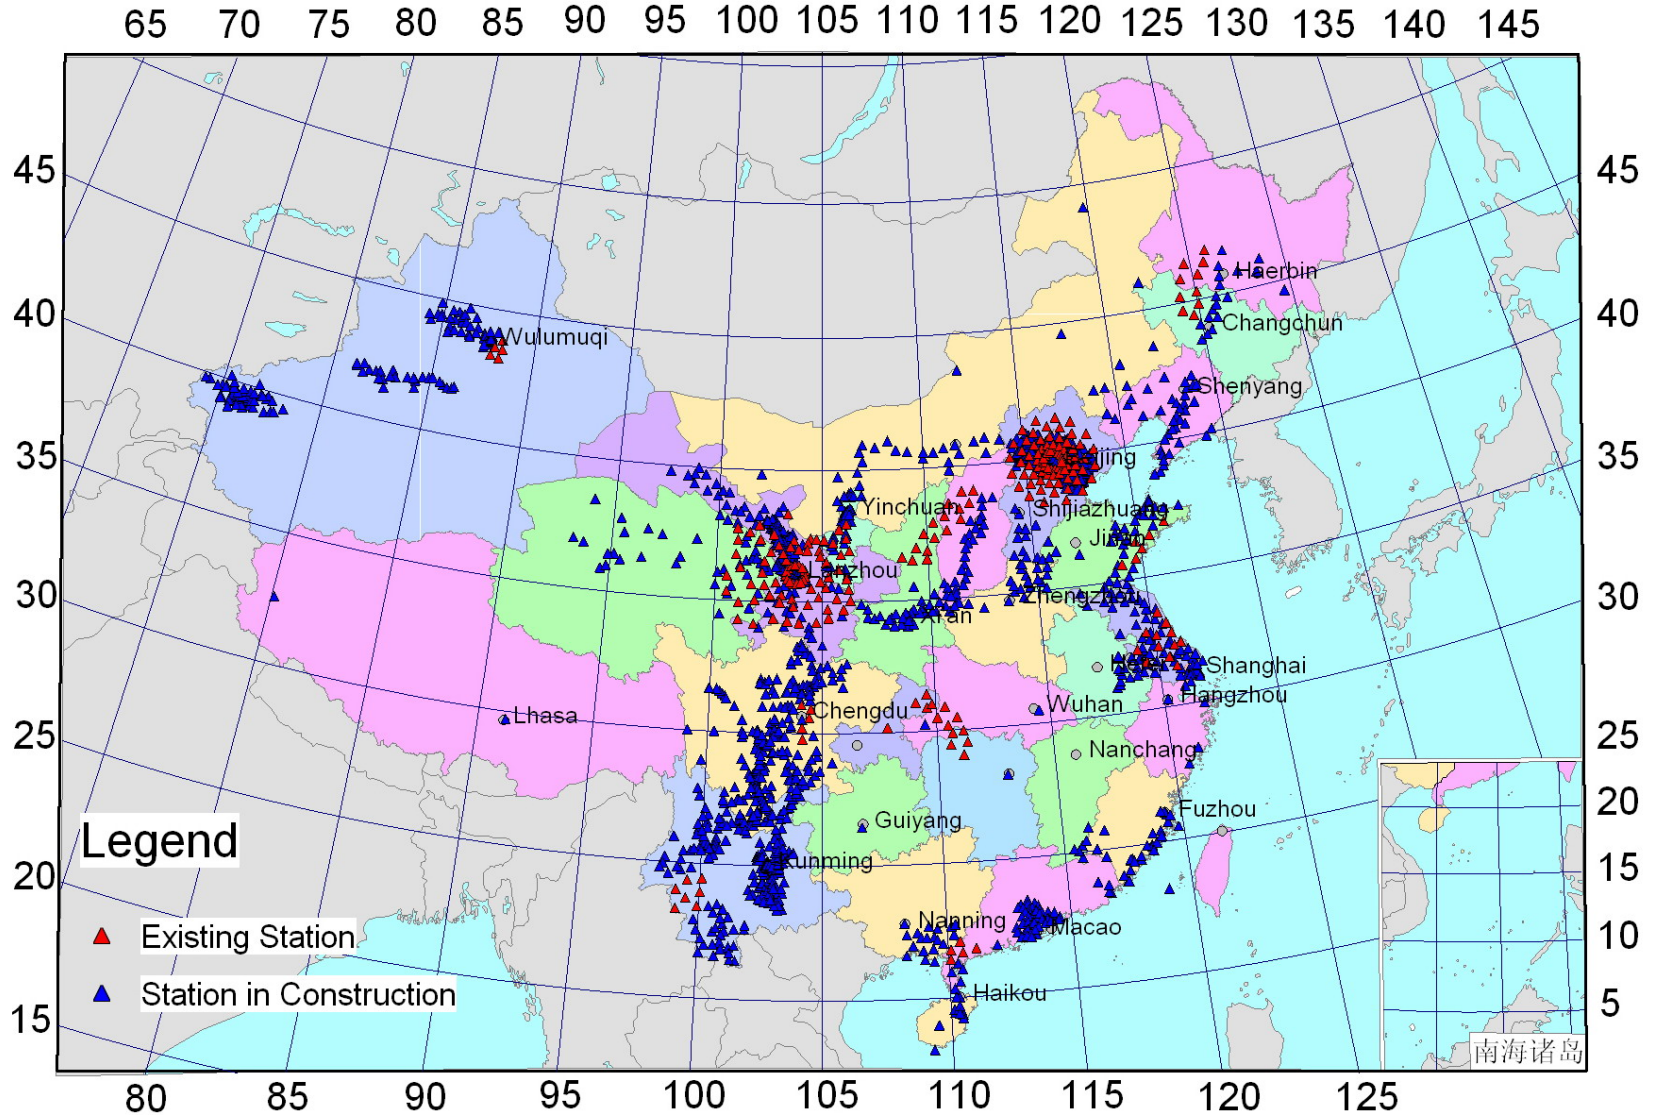 65 70 75 80 85 90 95 100 105 110 115 120 125 130 135 140 145
45 45
Haerbin
40 40
Changchun
Wulumuqi
Shenyang
35 35
Beijing
Yinchuan Shijiazhuang
Jinan
Lanzhou
30 30
Zhengzhou
Xi'an
Hefei Shanghai
Hangzhou
Lhasa Chengdu Wuhan
25 25
Nanchang
20
Fuzhou
Guiyang
Legend
Kunming
20 15
Nanning
Macao
Existing Station
10
Station in Construction
Haikou
5
15
南海诸岛
80 85 90 95 100 105 110 115 120 125